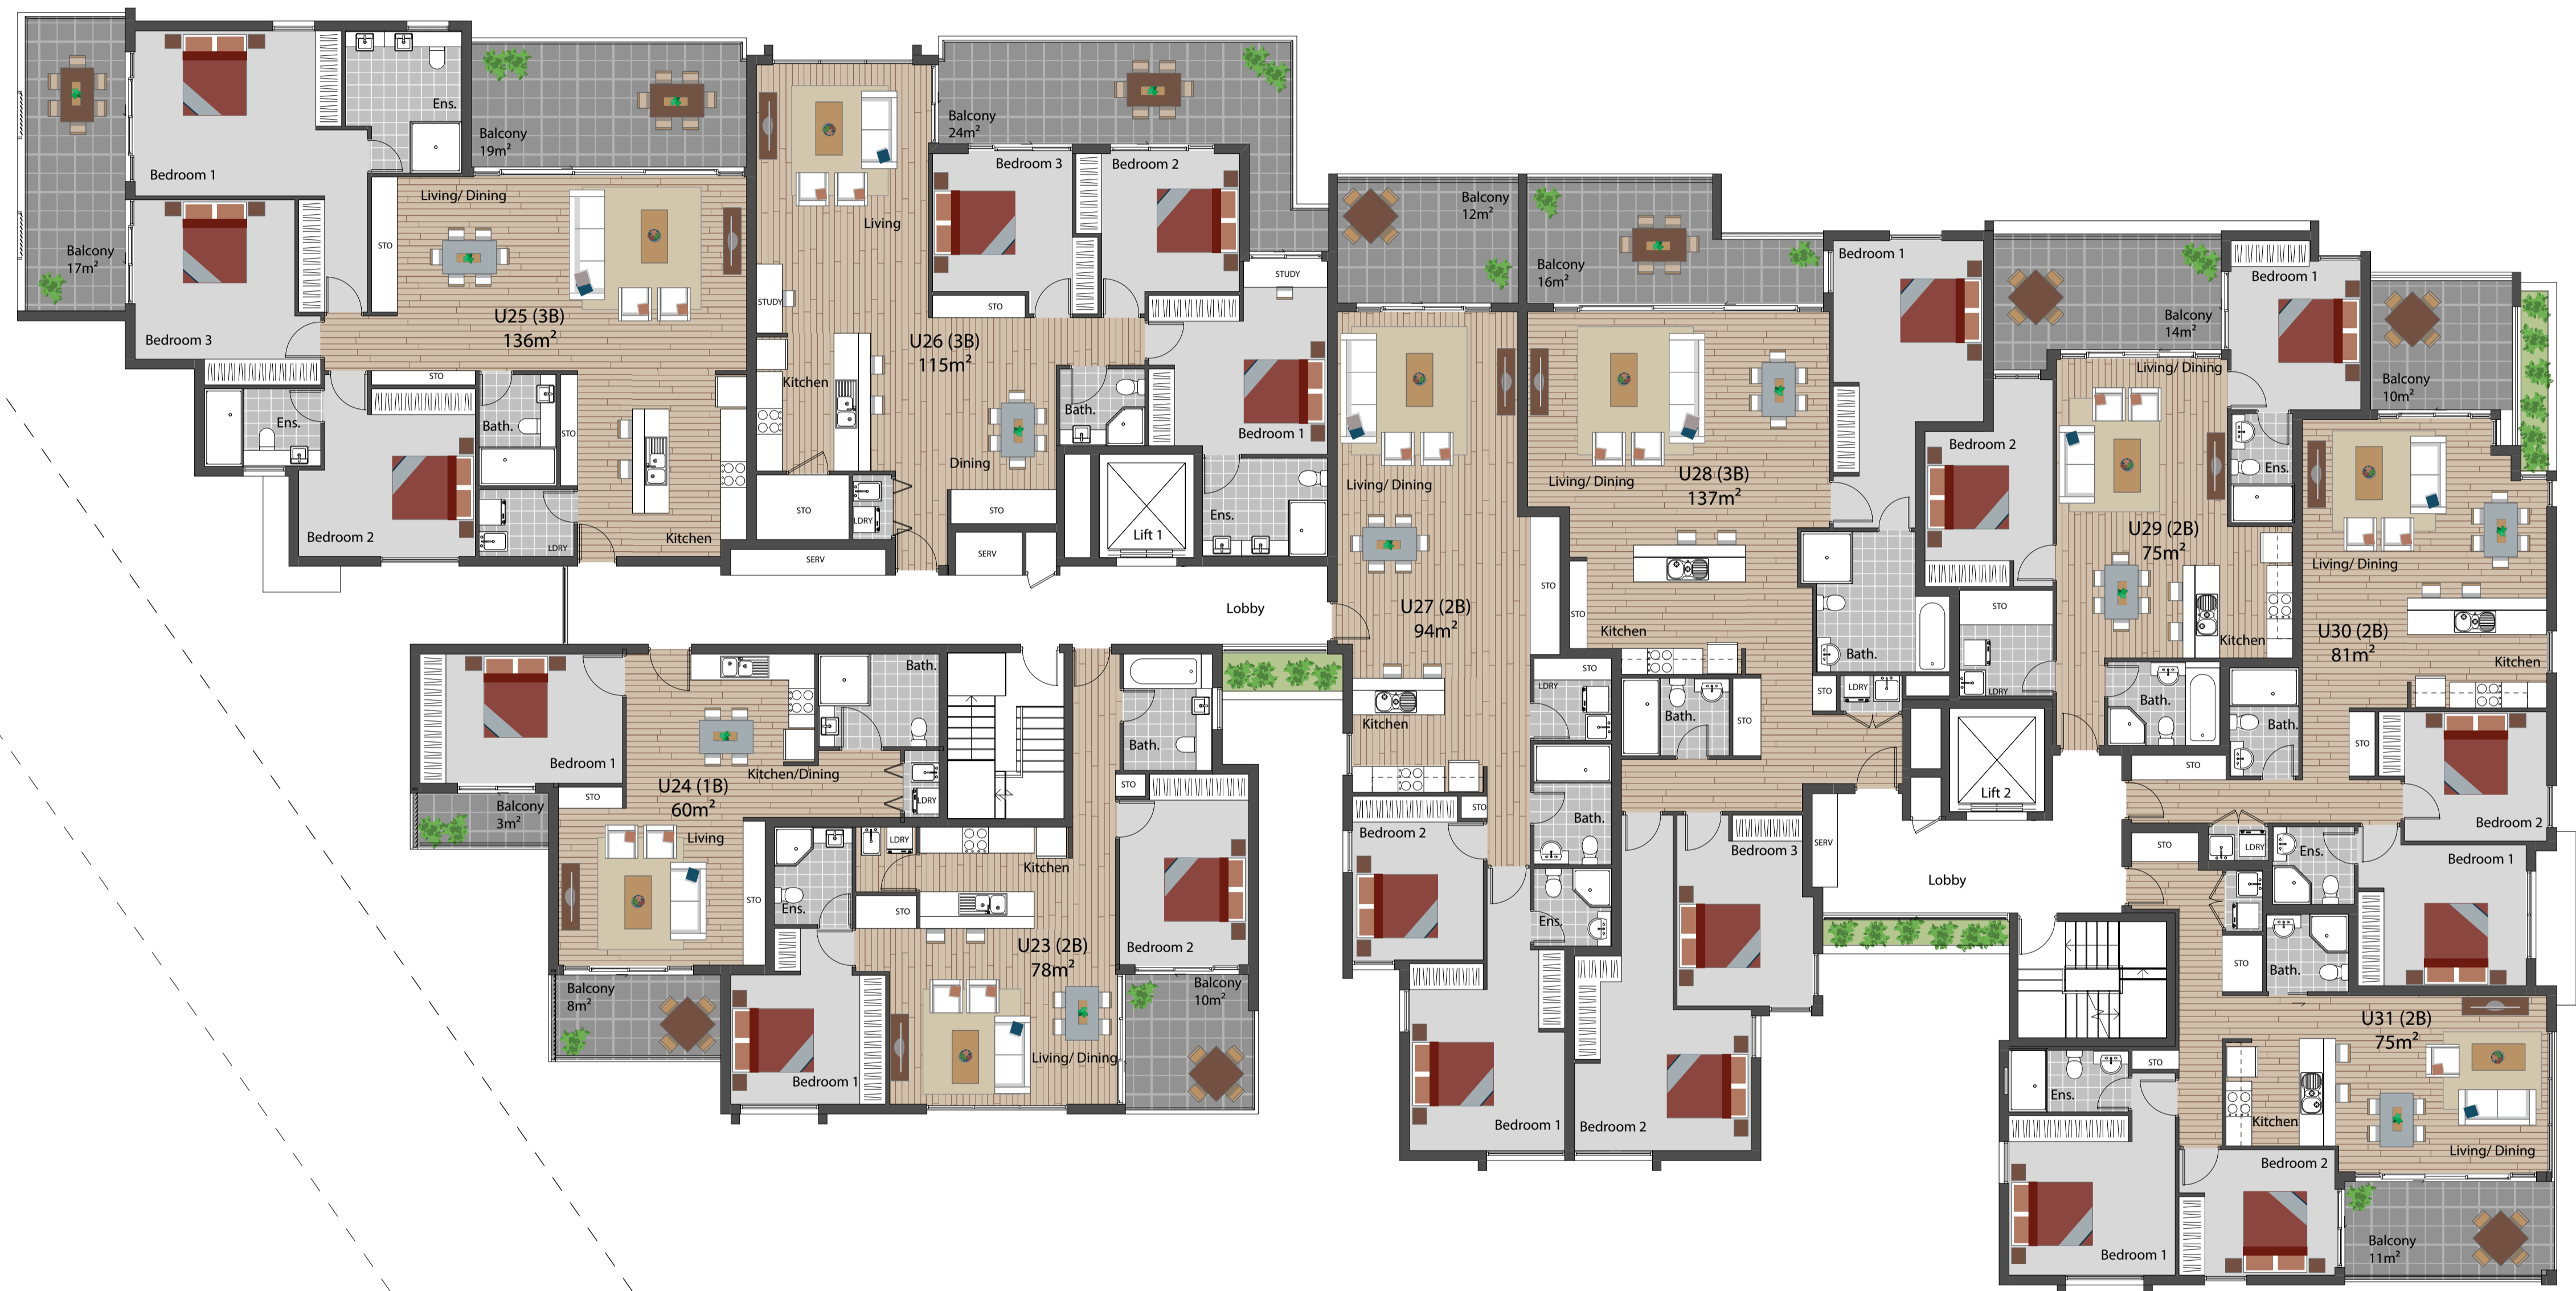 Bedroom 1
Ens.
Balcony
17m²
Bedroom 3
Balcony
19m²
Living/ Dining
STO
U25 (3B)
136m²
STO
Ens.
Bath.
STO
Bedroom 2
LDRY
Kitchen
Living
STUDY
Kitchen
Balcony
24m²
Bedroom 3
Bedroom 2
STO
STUDY
U26 (3B)
115m²
Bath.
Bedroom 1
Dining
STO
LDRY
STO
Ens.
Lift 1
SERV
SERV
Lobby
Balcony
12m²
Living/ Dining
STO
U27 (2B)
94m²
Kitchen
STO
LDRY
Bath.
STO
Bedroom 2
Ens.
Bedroom 1
Balcony
16m²
Bedroom 1
Living/ Dining
U28 (3B)
137m²
STO
Kitchen
Bath.
STO
LDRY
Bath.
STO
Bedroom 3
SERV
Bedroom 2
Balcony
14m²
Bedroom 1
Living/ Dining
Bedroom 2
Ens.
U29 (2B)
75m²
STO
Kitchen
LDRY
Bath.
Lift 2
STO
Balcony
10m²
Living/ Dining
U30 (2B)
81m²
Kitchen
Bath.
STO
Bedroom 2
LDRY
Ens.
Bedroom 1
Lobby
STO
STO
Bath.
U31 (2B)
75m²
STO
Ens.
Kitchen
Living/ Dining
Bedroom 2
Bedroom 1
Balcony
11m²
Bedroom 1
Bath.
Kitchen/Dining
Balcony
3m²
STO
U24 (1B)
60m²
LDRY
Living
STO
Balcony
8m²
Bath.
STO
LDRY
Kitchen
Ens.
STO
Bedroom 2
U23 (2B)
78m²
Balcony
10m²
Living/ Dining
Bedroom 1